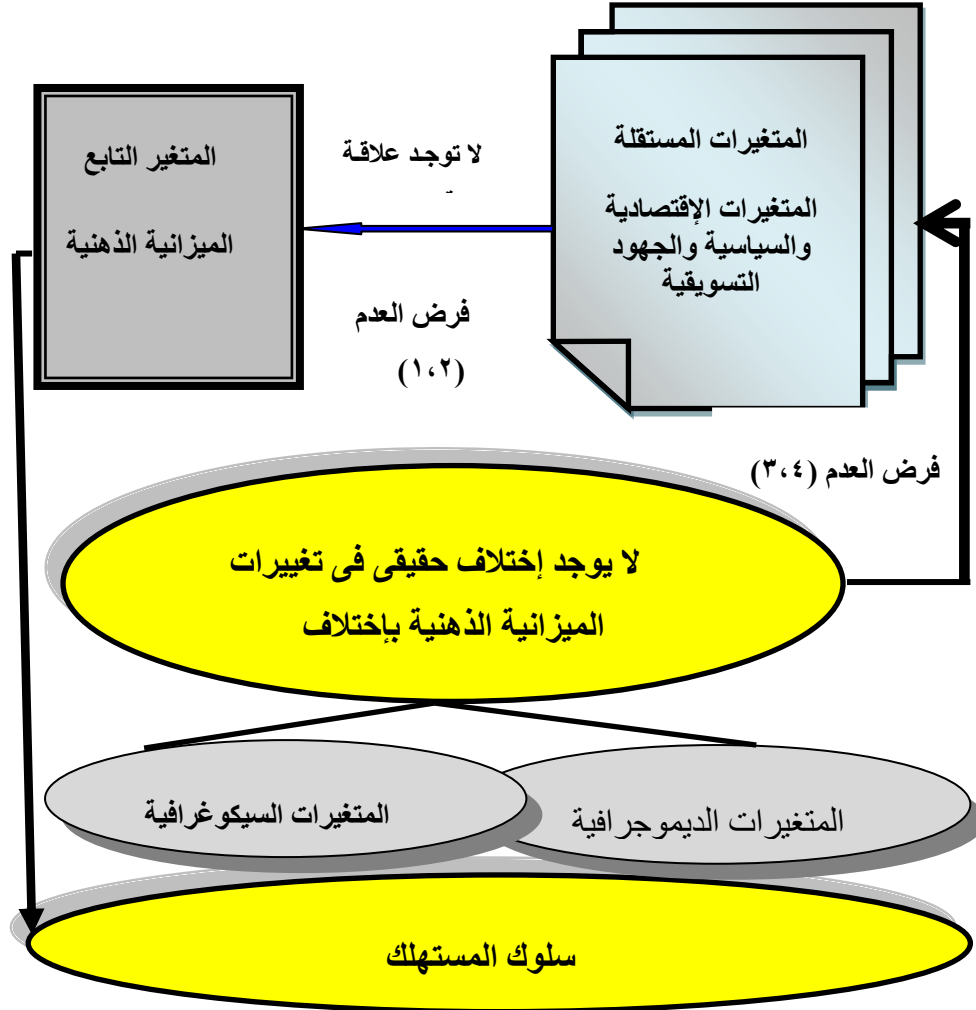 المتغيرات المستقلة
المتغيرات الإقتصادية
والسياسية والجهود
التسويقية
لا توجد علاقة
فرض العدم
(١،٢)
المتغير التابع
الميزانية الذهنية
فرض العدم (٣،٤)
لا يوجد إختلاف حقيقى فى تغييرات
الميزانية الذهنية بإختلاف
المتغيرات الديموجرافية
المتغيرات السيكوغرافية
سلوك المستهلك